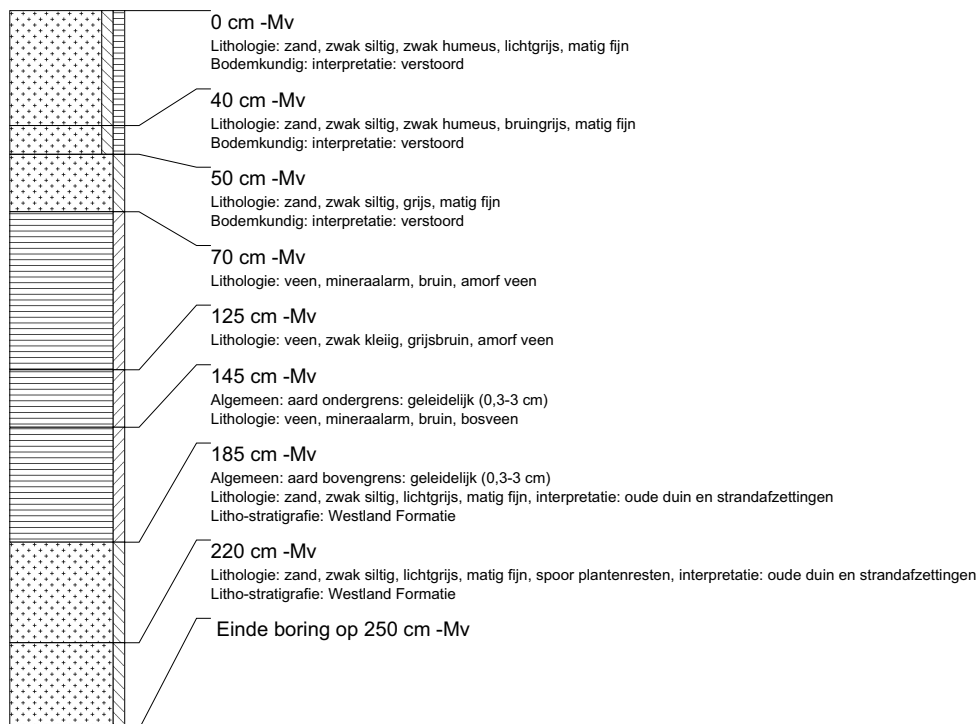 0 cm -Mv
Lithologie: zand, zwak siltig, zwak humeus, lichtgrijs, matig fijn
Bodemkundig: interpretatie: verstoord
40 cm -Mv
Lithologie: zand, zwak siltig, zwak humeus, bruingrijs, matig fijn
Bodemkundig: interpretatie: verstoord
50 cm -Mv
Lithologie: zand, zwak siltig, grijs, matig fijn
Bodemkundig: interpretatie: verstoord
70 cm -Mv
Lithologie: veen, mineraalarm, bruin, amorf veen
125 cm -Mv
Lithologie: veen, zwak kleiig, grijsbruin, amorf veen
145 cm -Mv
Algemeen: aard ondergrens: geleidelijk (0,3-3 cm)
Lithologie: veen, mineraalarm, bruin, bosveen
185 cm -Mv
Algemeen: aard bovengrens: geleidelijk (0,3-3 cm)
Lithologie: zand, zwak siltig, lichtgrijs, matig fijn, interpretatie: oude duin en strandafzettingen
Litho-stratigrafie: Westland Formatie
220 cm -Mv
Lithologie: zand, zwak siltig, lichtgrijs, matig fijn, spoor plantenresten, interpretatie: oude duin en strandafzettingen
Litho-stratigrafie: Westland Formatie
Einde boring op 250 cm -Mv